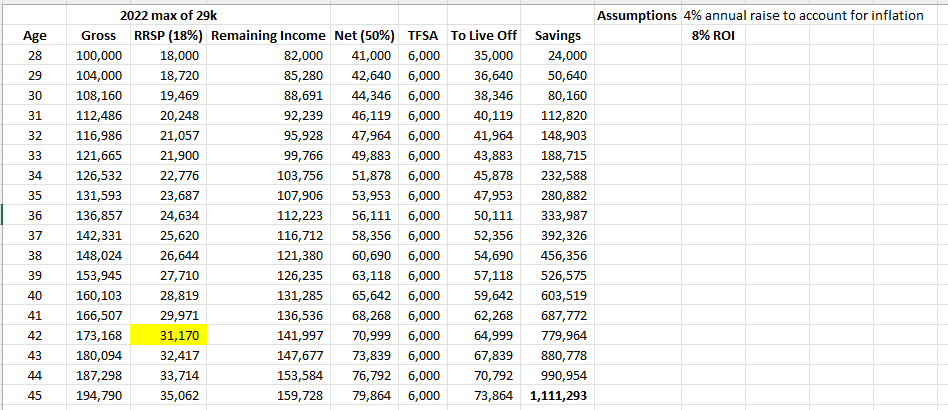 2022 max of 29k Assumptions 4% annual raise to account for inflation
Age Gross RRSP (18%) Remaining Income Net (50%) TFSA To Live Off Savings 8% ROI
28 100,000 18,000 82,000 41,000 6,000 35,000 24,000
29 104,000 18,720 85,280 42,640 6,000 36,640 50,640
30 108,160 19,469 88,691 44,346 6,000 38,346 80,160
31 112,486 20,248 92,239 46,119 6,000 40,119 112,820
32 116,986 21,057 95,928 47,964 6,000 41,964 148,903
33 121,665 21,900 99,766 49,883 6,000 43,883 188,715
34 126,532 22,776 103,756 51,878 6,000 45,878 232,588
35 131,593 23,687 107,906 53,953 6,000 47,953 280,882
36 136,857 24,634 112,223 56,111 6,000 50,111 333,987
37 142,331 25,620 116,712 58,356 6,000 52,356 392,326
38 148,024 26,644 121,380 60,690 6,000 54,690 456,356
39 153,945 27,710 126,235 63,118 6,000 57,118 526,575
40 160,103 28,819 131,285 65,642 6,000 59,642 603,519
41 166,507 29,971 136,536 68,268 6,000 62,268 687,772
42 173,168 31,170 141,997 70,999 6,000 64,999 779,964
43 180,094 32,417 147,677 73,839 6,000 67,839 880,778
44 187,298 33,714 153,584 76,792 6,000 70,792 990,954
45 194,790 35,062 159,728 79,864 6,000 73,864 1,111,293